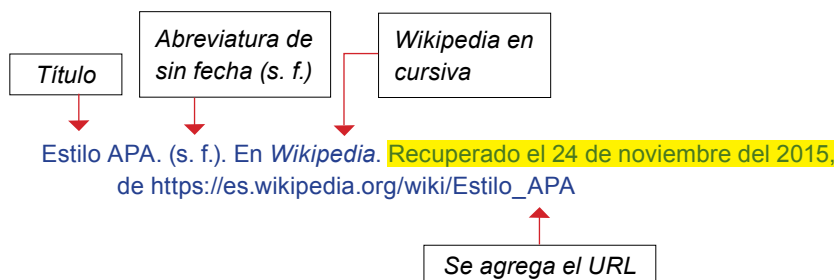 Título
Abreviatura de
sin fecha (s. f.)
Wikipedia en
cursiva
Estilo APA. (s. f.). En Wikipedia. Recuperado el 24 de noviembre del 2015,
de https://es.wikipedia.org/wiki/Estilo_APA
Se agrega el URL